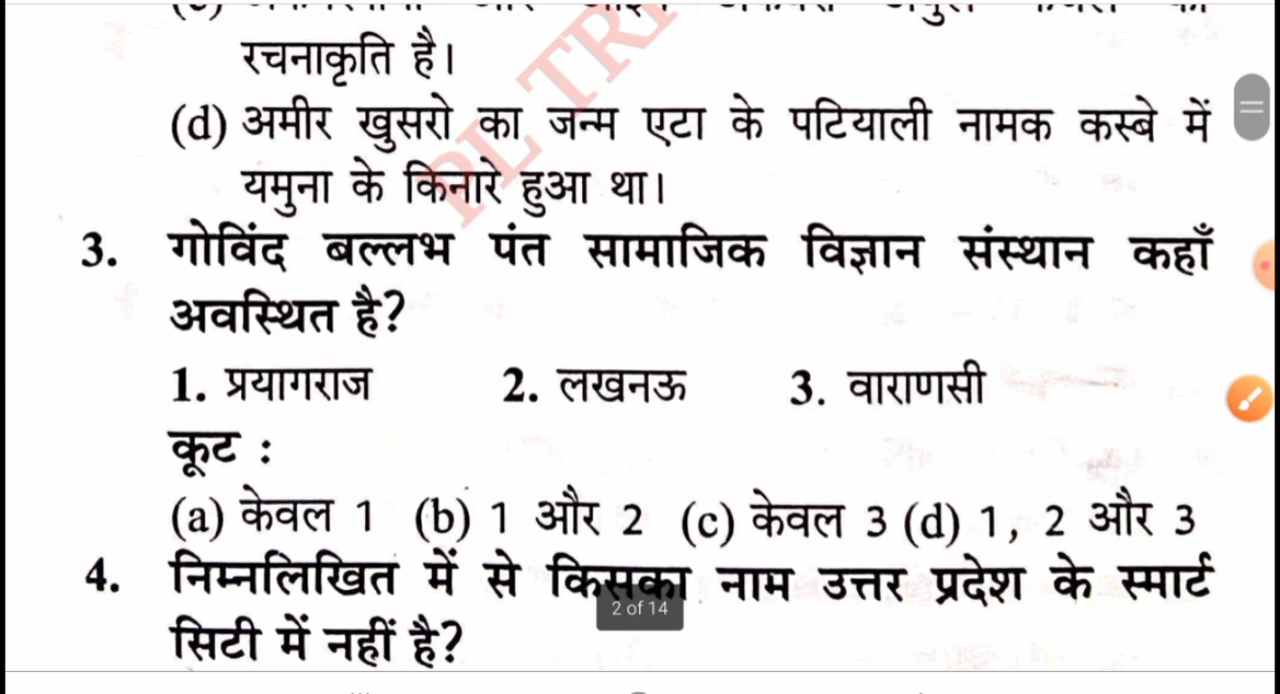 रचनाकृति है।
(d) अमीर खुसरो का जन्म एटा के पटियाली नामक कस्बे में
यमुना के किनारे हुआ था।
3. गोविंद बल्लभ पंत सामाजिक विज्ञान संस्थान कहाँ
अवस्थित है?
1. प्रयागराज 2. लखनऊ 3. वाराणसी
कूट :
(a) केवल 1 (b) 1 और 2 (c) केवल 3 (d) 1, 2 और 3
4. निम्नलिखित में से किसका नाम उत्तर प्रदेश के स्मार्ट
2 of 14
सिटी में नहीं है?
PL TRI